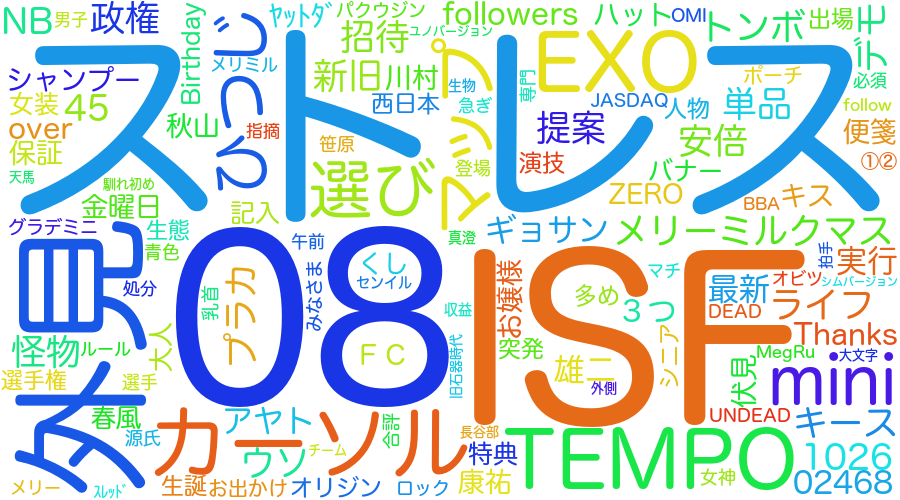 NB
男子
政権
Birthday
ひつじ
ﾔｯﾄﾀﾞ
メリミル
パクウジン
招待
followers
ユノバージョン
ハット
OMI
トンボ
出場
デモ
シャンプー
女装
45
over
保証
秋山
指摘
新旧
川村
西日本
笹原
マップ
生物
急ぎ
専門
EXO
JASDAQ
人物
ポーチ
単品
必須
follow
便箋
①②
ストレス
天馬
馴れ初め
金曜日
記入
選び
登場
演技
提案
安倍
バナー
ZERO
BBA
キス
グラデミニ
生態
青色
処分
午前
みなさま
真澄
ギョサン
メリーミルクマス
拍手
実行
外見
乳首
プラカ
08
くし
センイル
収益
ISF
お嬢様
多め
マチ
3つ
最新
DEAD
オビツ
シムバージョン
ライフ
Thanks
怪物
ルール
大人
ＦＣ
旧石器時代
突発
雄二
外側
シニア
伏見
MegRu
大文字
mini
選手権
選手
春風
源氏
カーソル
アヤト
ウソ
チーム
合評
長谷部
特典
TEMPO
UNDEAD
キース
女神
1026
02468
メリー
ｽﾚｯﾄﾞ
生誕
お出かけ
オリジン
ロック
康祐